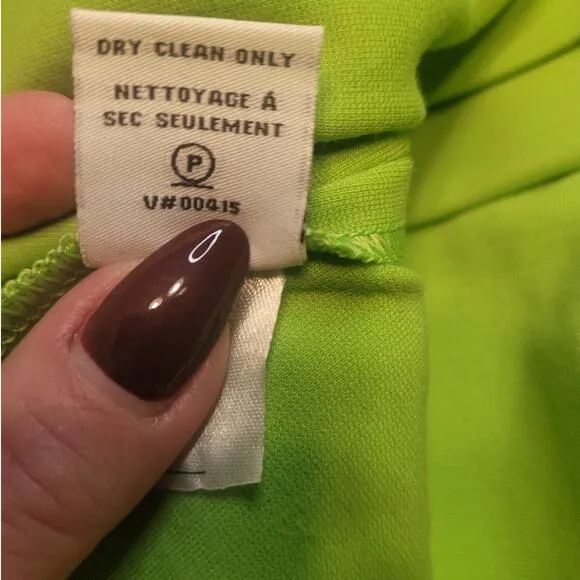 DRY CLEAN ONLY
NETTOYAGE Á
SEC SEULEMENT
P
V#00415